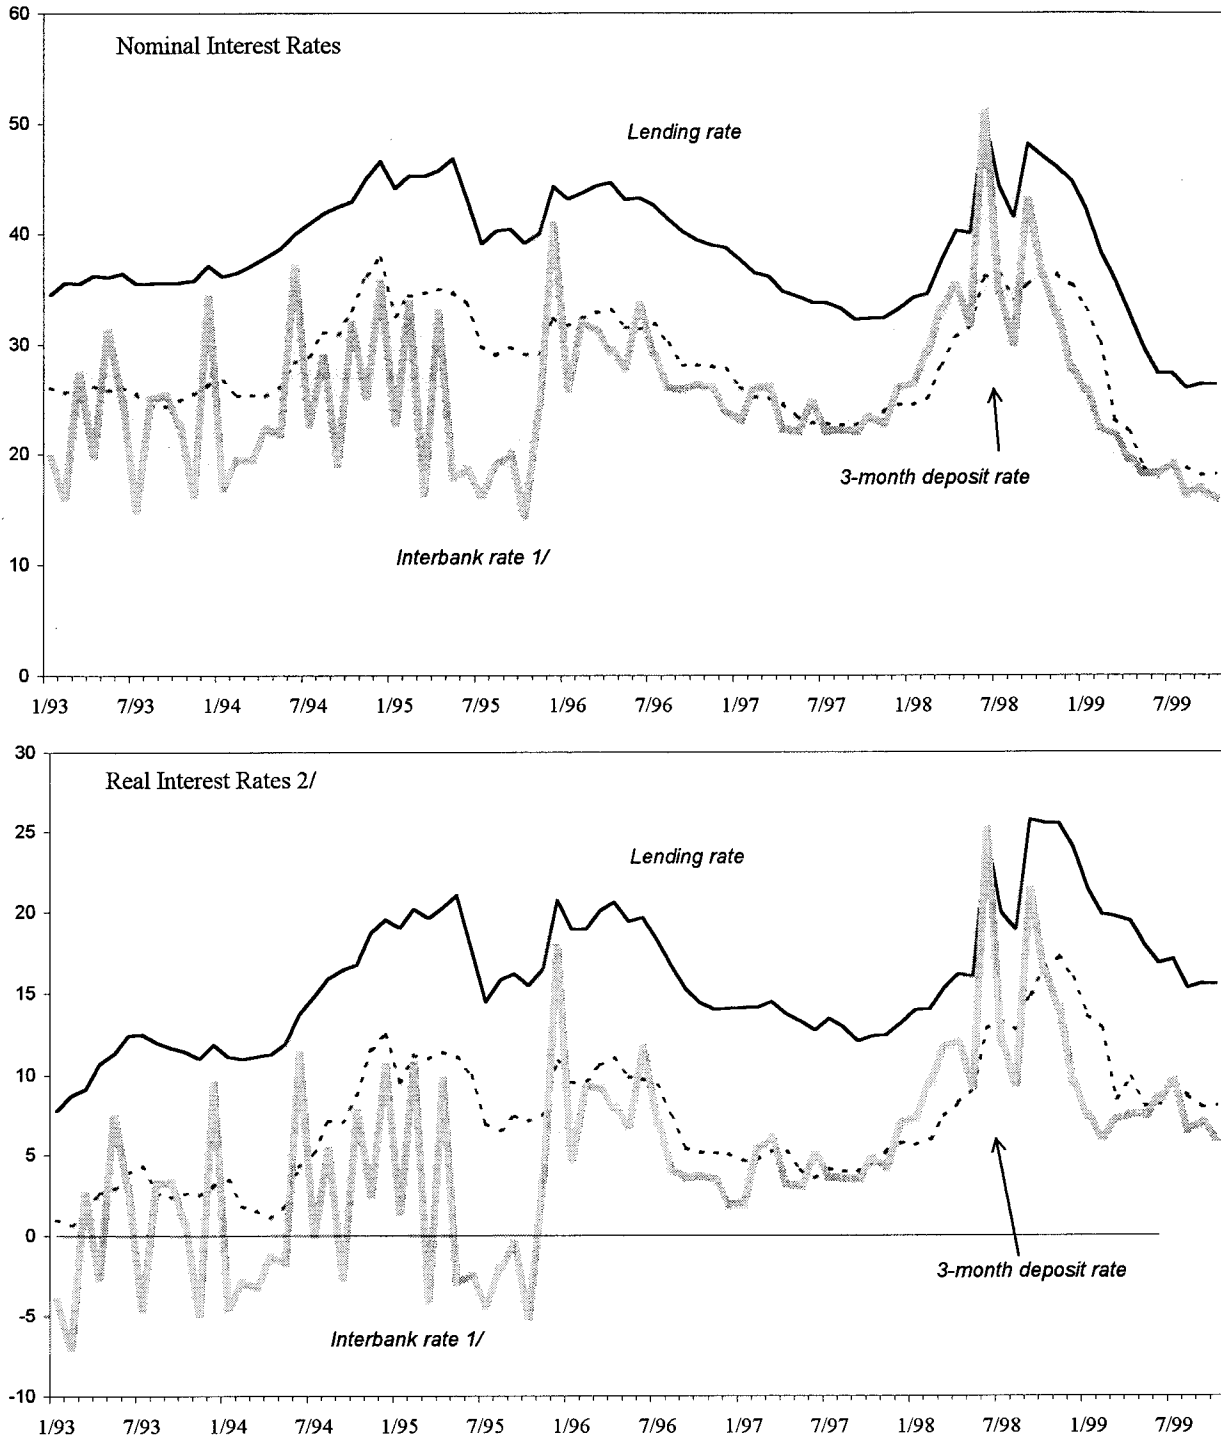 60
Nominal Interest Rates
50
Lending rate
40
30
20
3-month deposit rate
Interbank rate 1/
10
0
1/93 7/93 1/94 7/94 1/95 7/95 1/96 7/96 1/97 7/97 1/98 7/98 1/99 7/99
30
Real Interest Rates 2/
25
Lending rate
20
15
10
5
0
3-month deposit rate
-5
Interbank rate 1/
-10
1/93 7/93 1/94 7/94 1/95 7/95 1/96 7/96 1/97 7/97 1/98 7/98 1/99 7/99